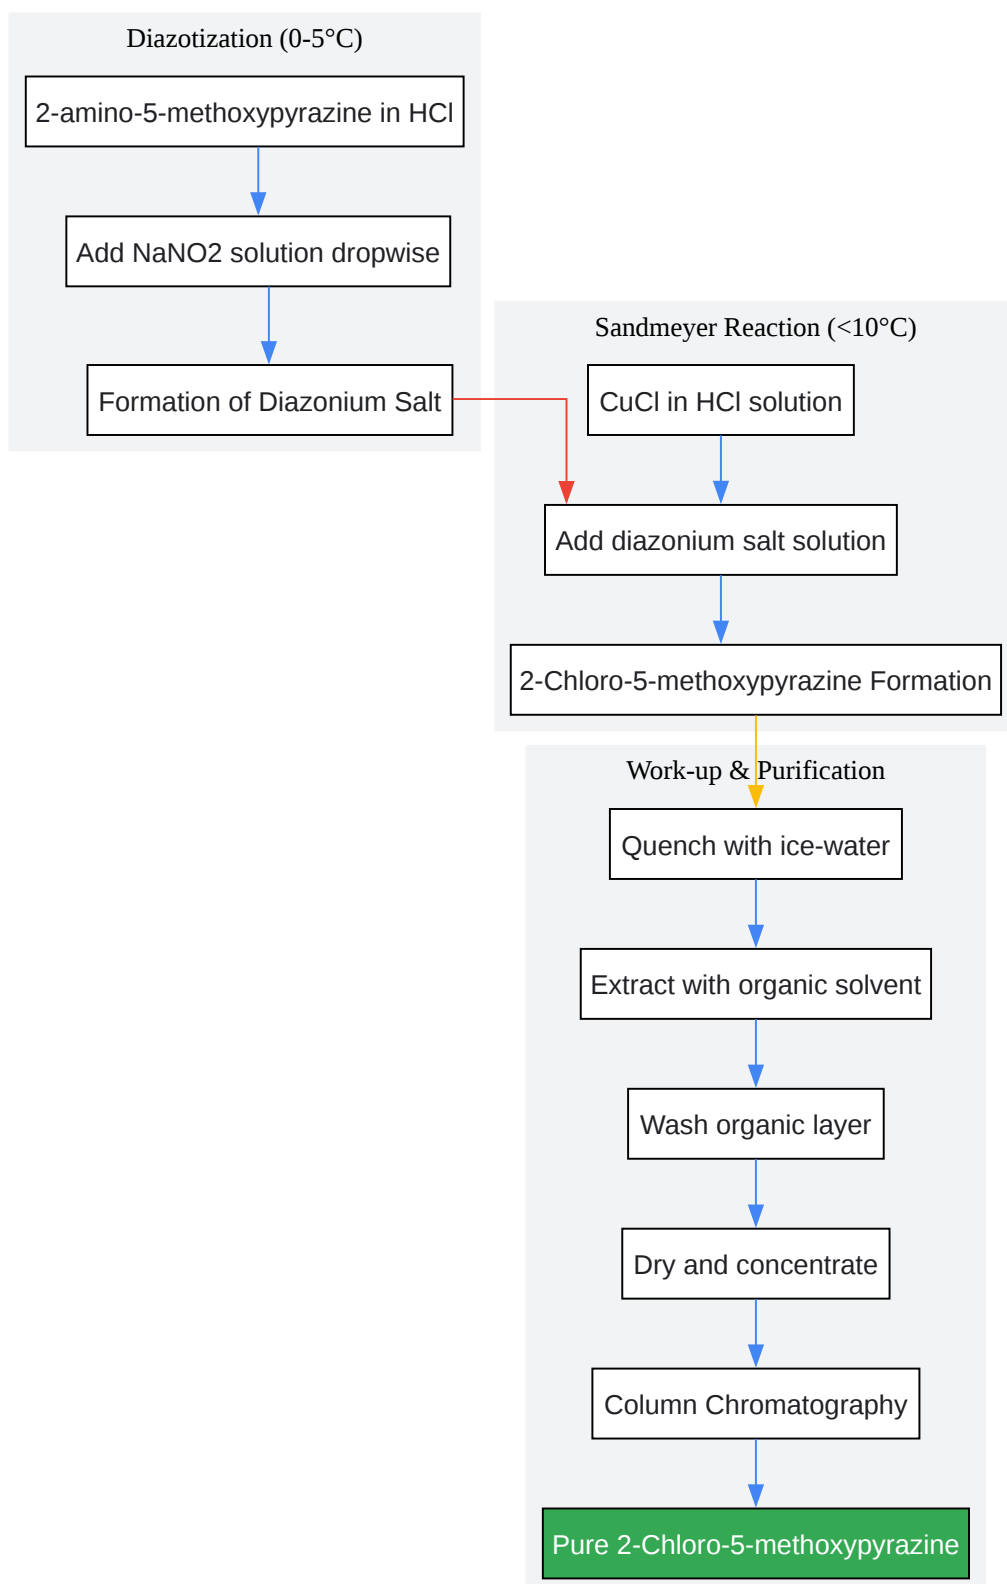 Diazotization (0-5°C)
2-amino-5-methoxypyrazine in HCl
Add NaNO2 solution dropwise
Formation of Diazonium Salt
Sandmeyer Reaction (<10°C)
CuCl in HCl solution
Add diazonium salt solution
2-Chloro-5-methoxypyrazine Formation
Work-up & Purification
Quench with ice-water
Extract with organic solvent
Wash organic layer
Dry and concentrate
Column Chromatography
Pure 2-Chloro-5-methoxypyrazine